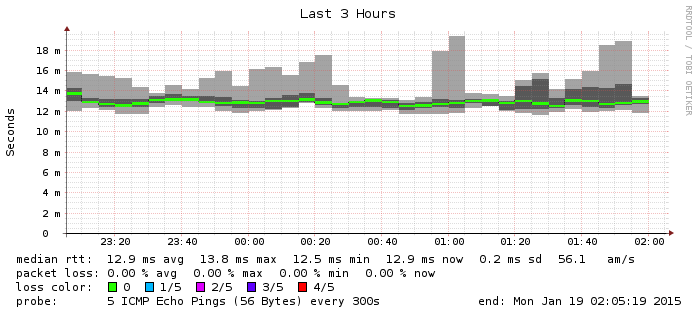 Last 3 Hours
RRDTOOL / TOBI OETIKER
Seconds
18 m
16 m
14 m
12 m
10 m
8 m
6 m
4 m
2 m
0
23:20 23:40 00:00 00:20 00:40 01:00 01:20 01:40 02:00
median rtt: 12.9 ms avg 13.8 ms max 12.5 ms min 12.9 ms now 0.2 ms sd 56.1 am/s
packet loss: 0.00 % avg 0.00 % max 0.00 % min 0.00 % now
loss color: 0 1/5 2/5 3/5 4/5
probe: 5 ICMP Echo Pings (56 Bytes) every 300s end: Mon Jan 19 02:05:19 2015